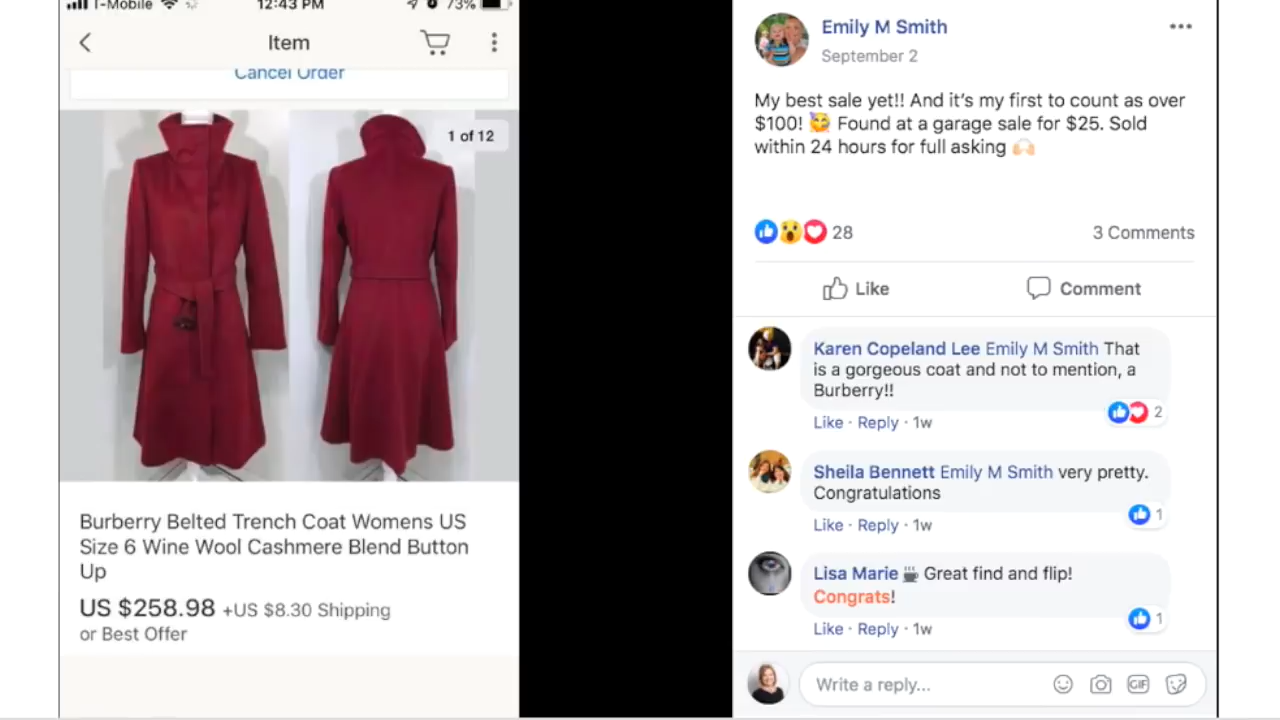 T-Mobile
12:43 PM
73%
Item
Cancel Order
1 of 12
Burberry Belted Trench Coat Womens US
Size 6 Wine Wool Cashmere Blend Button
Up
US $258.98 +US $8.30 Shipping
or Best Offer
Emily M Smith
September 2
My best sale yet!! And it's my first to count as over
$100! 🥳 Found at a garage sale for $25. Sold
within 24 hours for full asking 🙌🏻
28
3 Comments
Like
Comment
Karen Copeland Lee Emily M Smith That
is a gorgeous coat and not to mention, a
Burberry!!
2
Like · Reply · 1w
Sheila Bennett Emily M Smith very pretty.
Congratulations
1
Like · Reply · 1w
Lisa Marie ☕ Great find and flip!
Congrats!
1
Like · Reply · 1w
Write a reply...
GIF